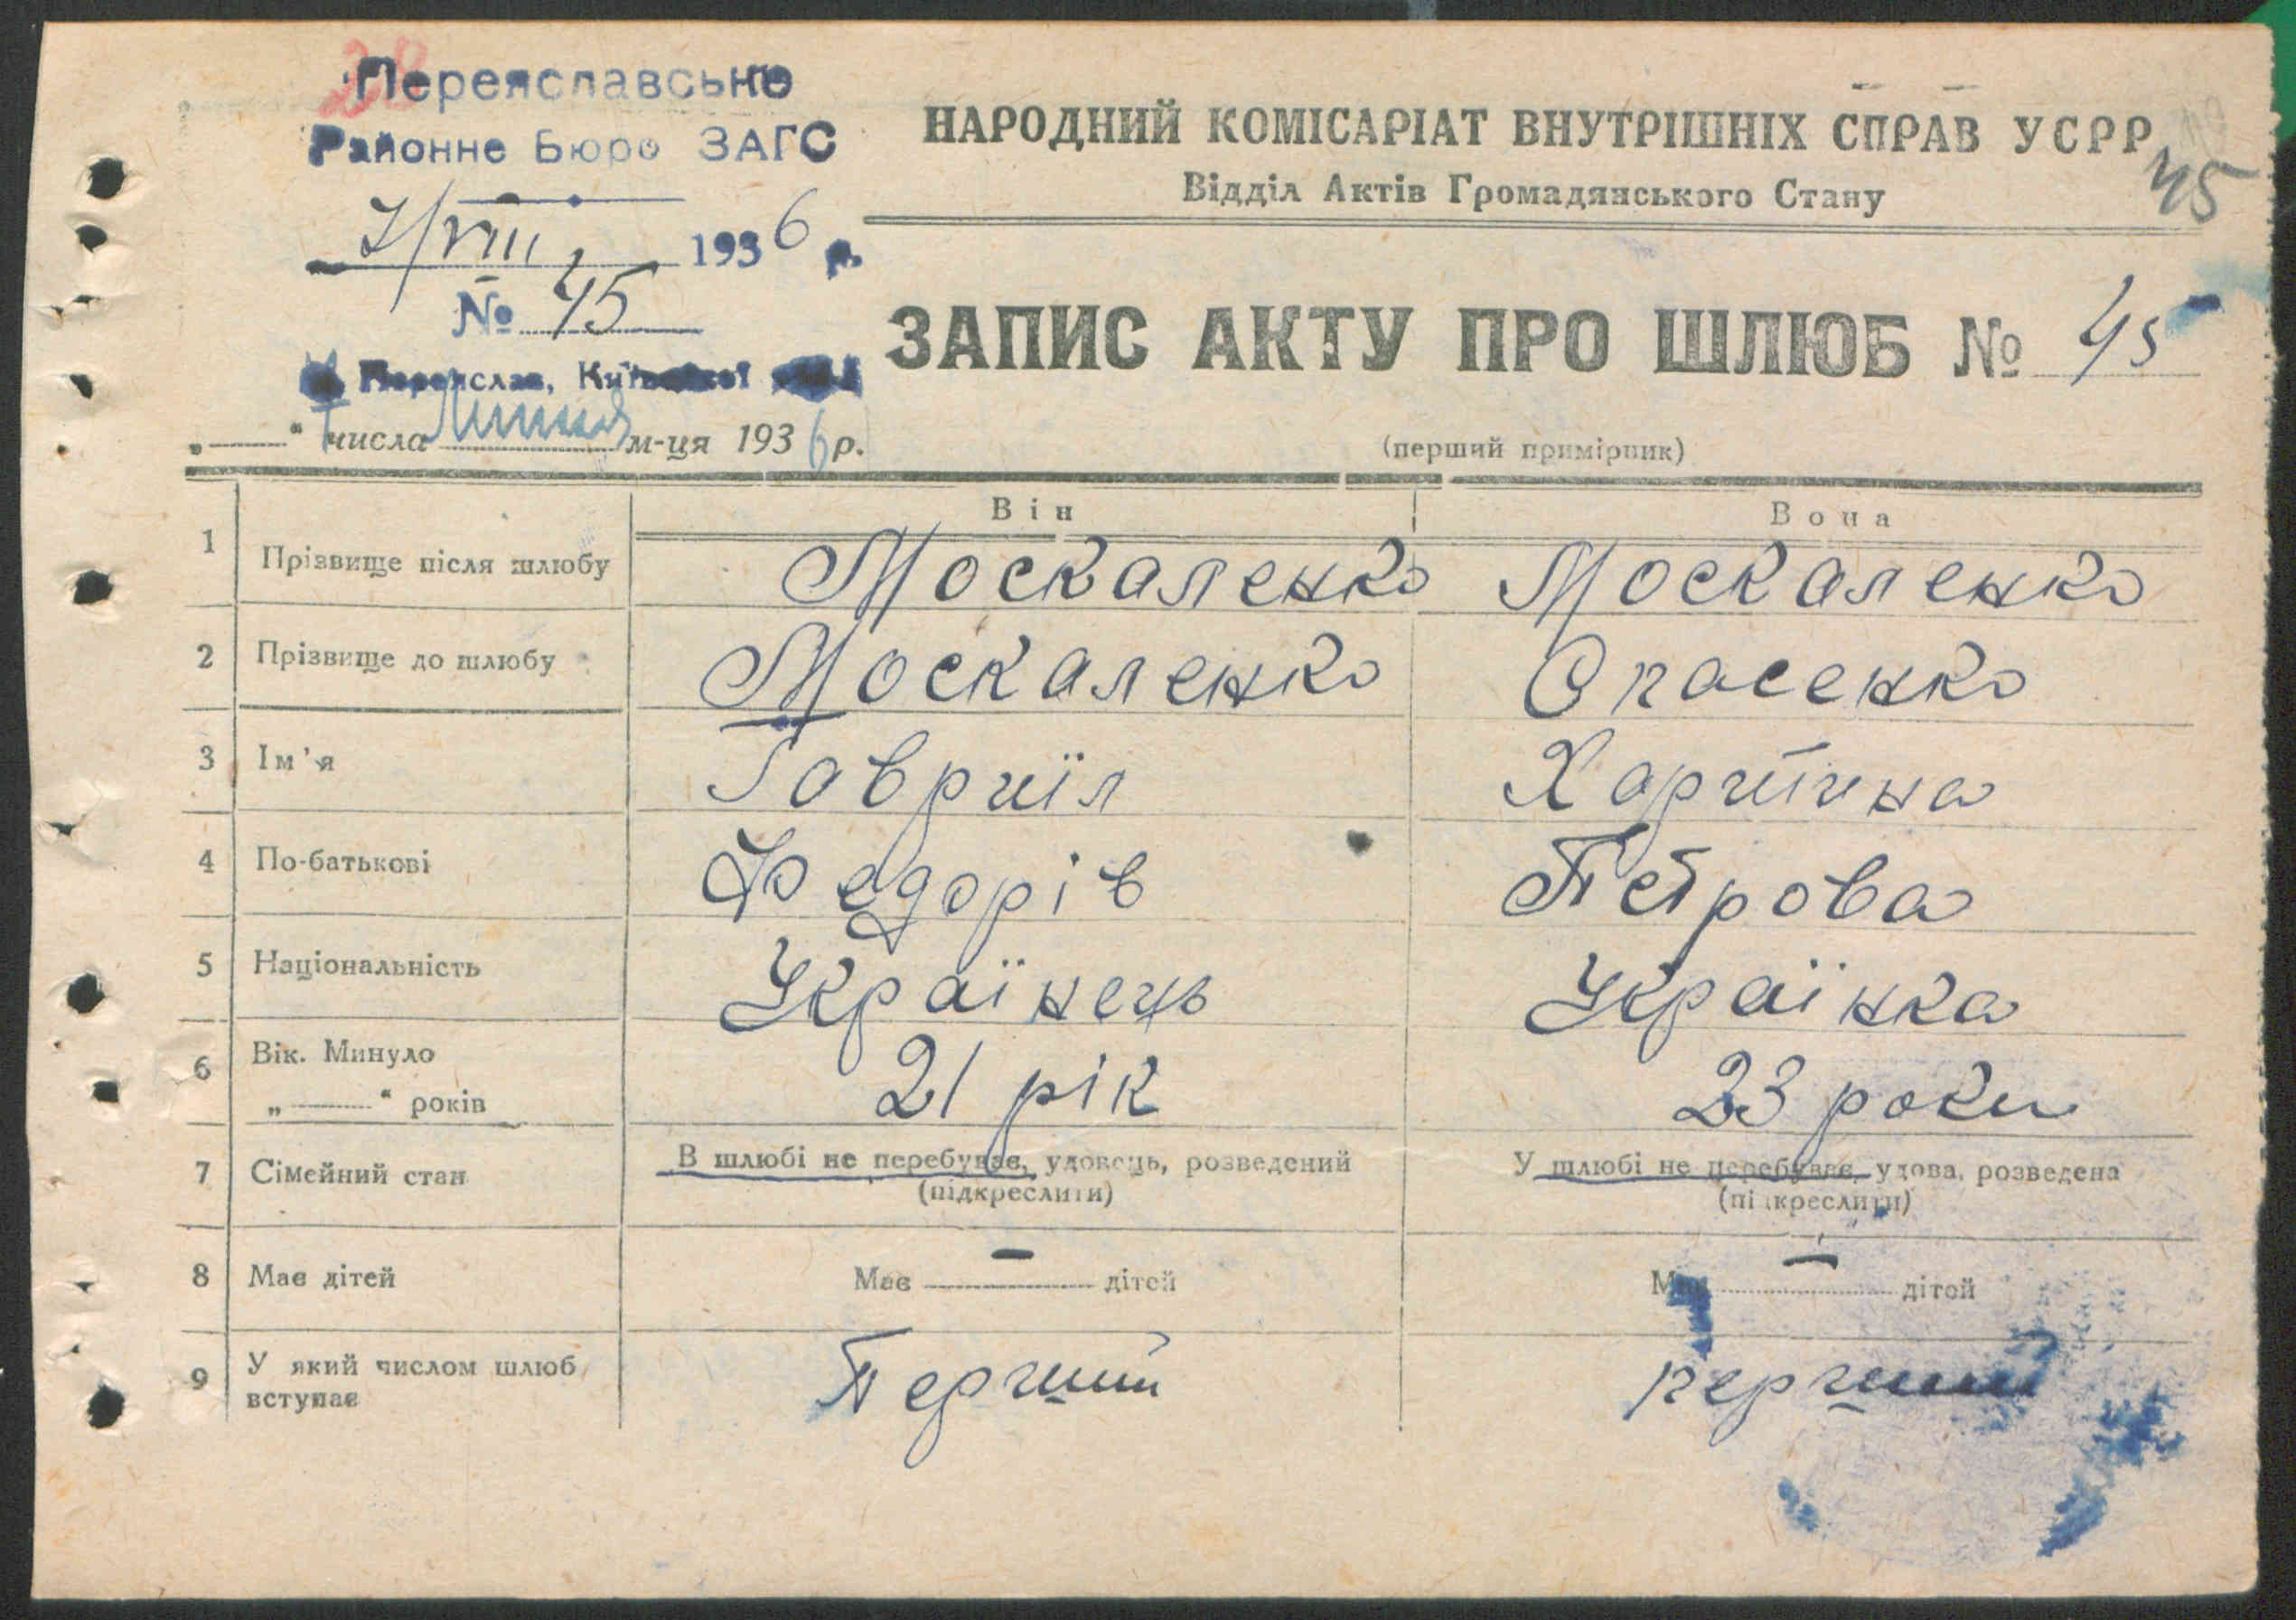 Переяславське
Районне Бюро ЗАГС
7/VIII 1936 р.
№ 45
Переяслав, Київської
„——“ числа м-ця 1936 р.
НАРОДНИЙ КОМІСАРІАТ ВНУТРІШНІХ СПРАВ УСРР
45
Відділ Актів Громадянського Стану
ЗАПИС АКТУ ПРО ШЛЮБ № 45
(перший примірник)
Він Вона
1 Прізвище після шлюбу Москаленко Москаленко
2 Прізвище до шлюбу Москаленко Опасенко
3 Ім'я Гавриїл Харитина
4 По-батькові Федорів Петрова
5 Національність Українець Українка
6 Вік. Минуло
„——“ років 21 рік 23 роки
7 Сімейний стан В шлюбі не перебуває, удовець, розведений У шлюбі не перебуває, удова, розведена
(підкреслити) (підкреслити)
8 Має дітей Має — дітей Має — дітей
9 У який числом шлюб вступає Перший перший